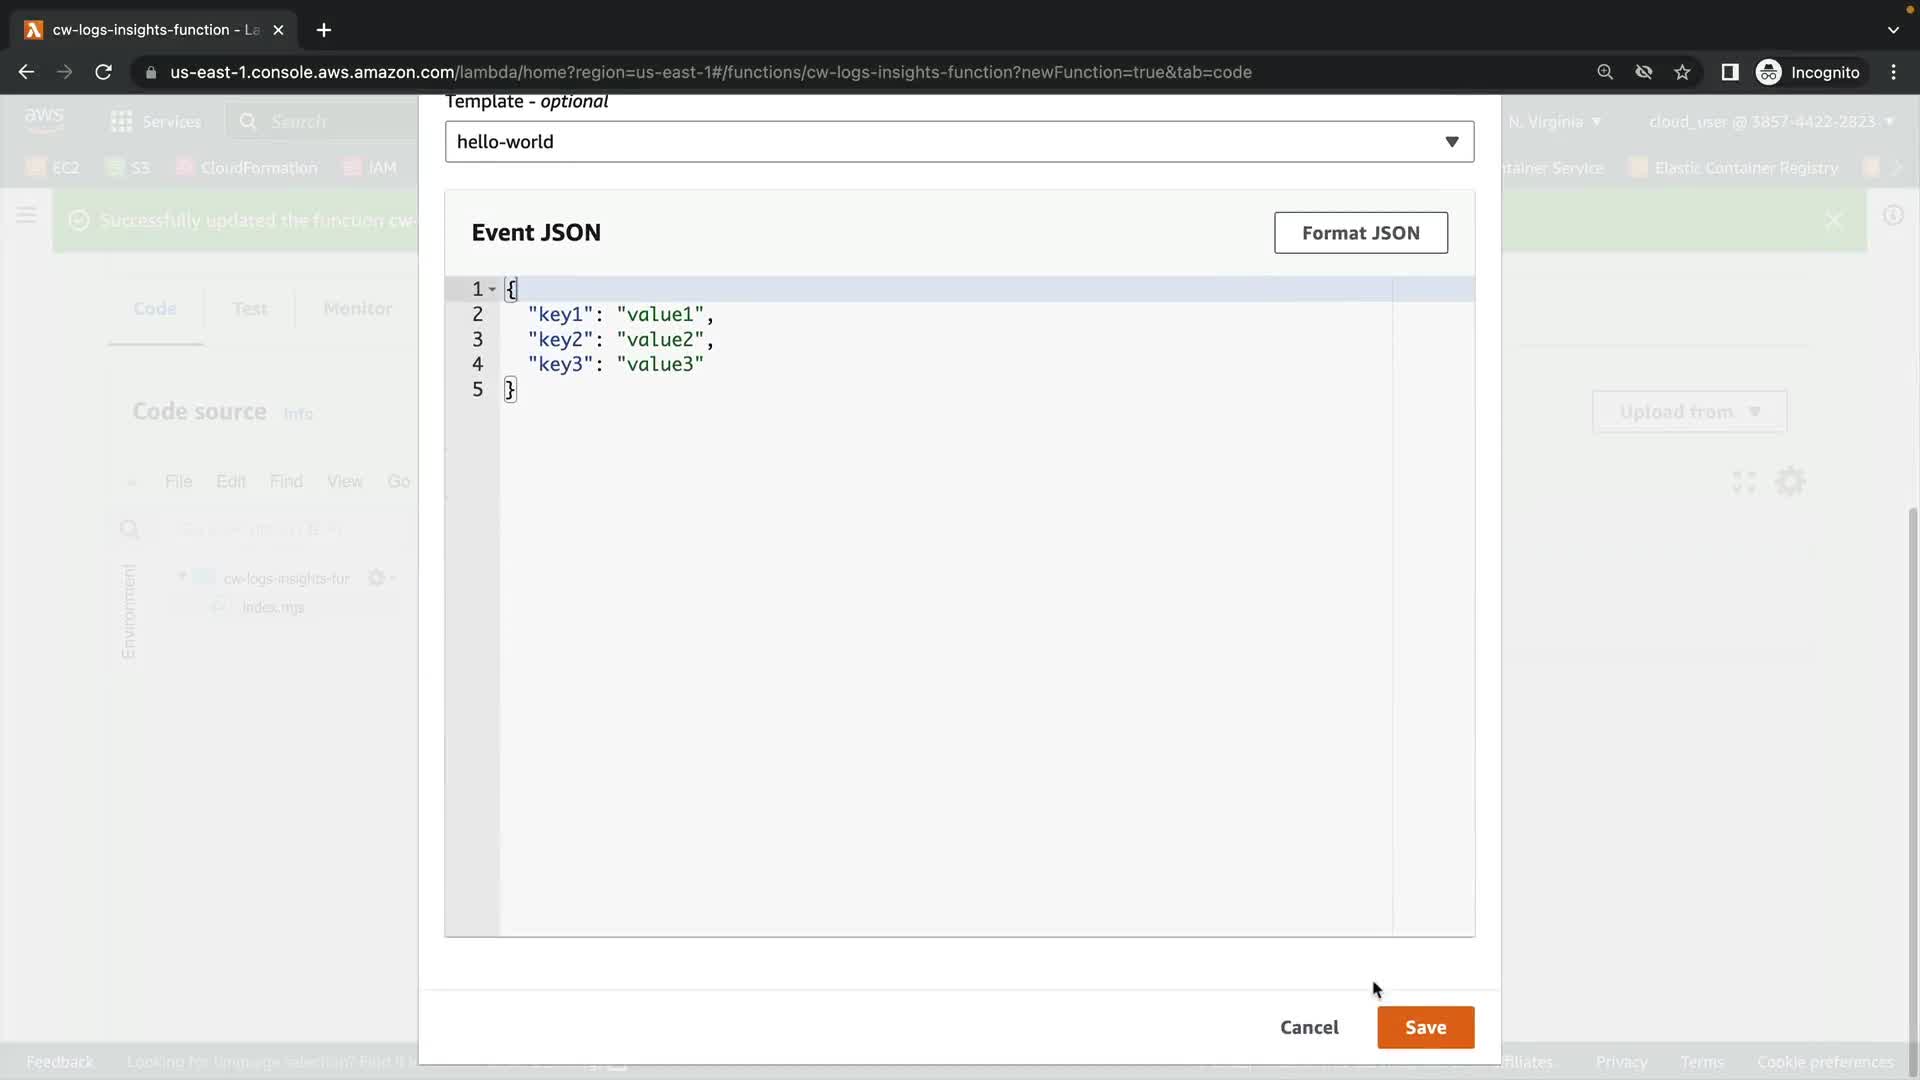 cw-logs-insights-function - La
us-east-1.console.aws.amazon.com/lambda/home?region=us-east-1#/functions/cw-logs-insights-function?newFunction=true&tab=code
Incognito
Template - optional
aws
Services
Search
N. Virginia
cloud_user @ 3857-4422-2823
hello-world
EC2
S3
CloudFormation
IAM
ntainer Service
Elastic Container Registry
Successfully updated the function cw-
Event JSON
Format JSON
1 {
2 "key1": "value1",
3 "key2": "value2",
4 "key3": "value3"
5 }
Code
Test
Monitor
Code source
Info
Upload from
File
Edit
Find
View
Go
Environment
cw-logs-insights-fur
index.mjs
Cancel
Save
Feedback
Looking for language selection? Find it
ffiliates
Privacy
Terms
Cookie preferences